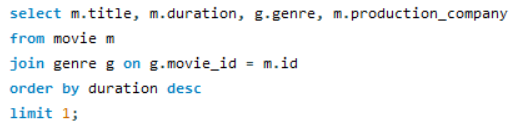 select m.title, m.duration, g.genre, m.production_company
from movie m
join genre g on g.movie_id = m.id
order by duration desc
limit 1;